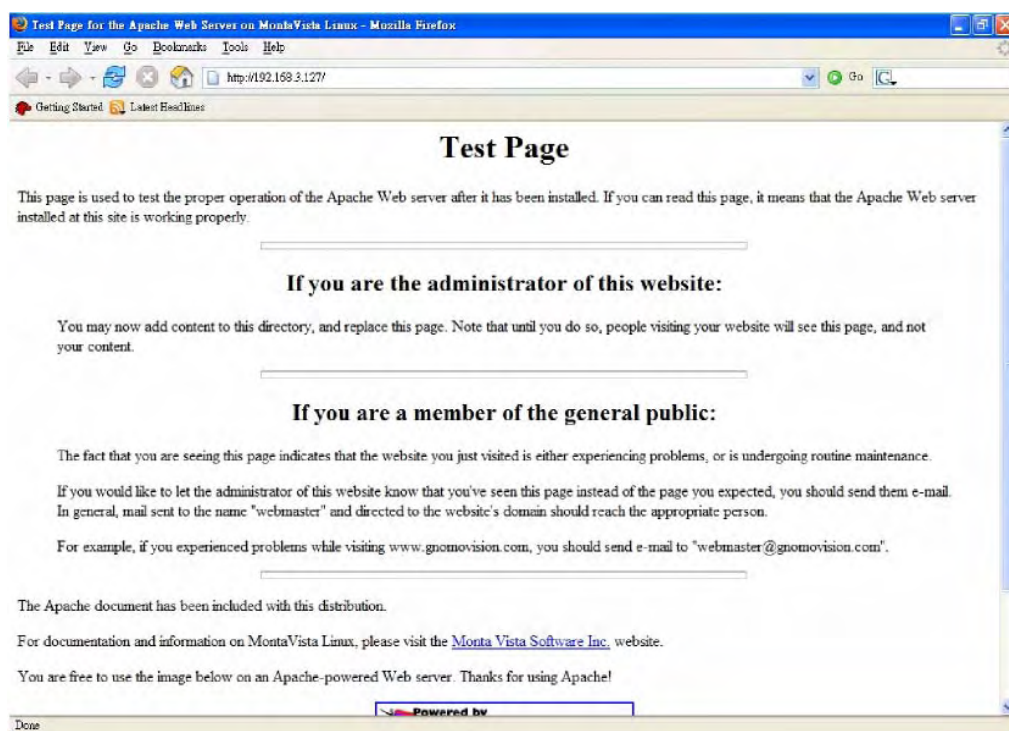 Test Page for the Apache Web Server on MontaVista Linux - Mozilla Firefox
File Edit View Go Bookmarks Tools Help
http://192.168.3.127/ Go
Getting Started Latest Headlines
Test Page
This page is used to test the proper operation of the Apache Web server after it has been installed. If you can read this page, it means that the Apache Web server
installed at this site is working properly.
If you are the administrator of this website:
You may now add content to this directory, and replace this page. Note that until you do so, people visiting your website will see this page, and not
your content.
If you are a member of the general public:
The fact that you are seeing this page indicates that the website you just visited is either experiencing problems, or is undergoing routine maintenance.
If you would like to let the administrator of this website know that you've seen this page instead of the page you expected, you should send them e-mail.
In general, mail sent to the name "webmaster" and directed to the website's domain should reach the appropriate person.
For example, if you experienced problems while visiting www.gnomovision.com, you should send e-mail to "webmaster@gnomovision.com".
The Apache document has been included with this distribution.
For documentation and information on MontaVista Linux, please visit the Monta Vista Software Inc. website.
You are free to use the image below on an Apache-powered Web server. Thanks for using Apache!
Powered by
Done